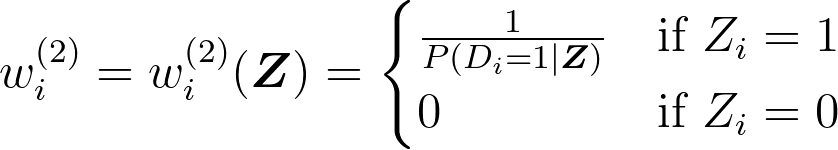 w_i^{(2)} = w_i^{(2)}(\boldsymbol{Z}) = \begin{cases} \frac{1}{P(D_i=1|\boldsymbol{Z})} & \text{if } Z_i = 1 \\ 0 & \text{if } Z_i = 0 \end{cases}